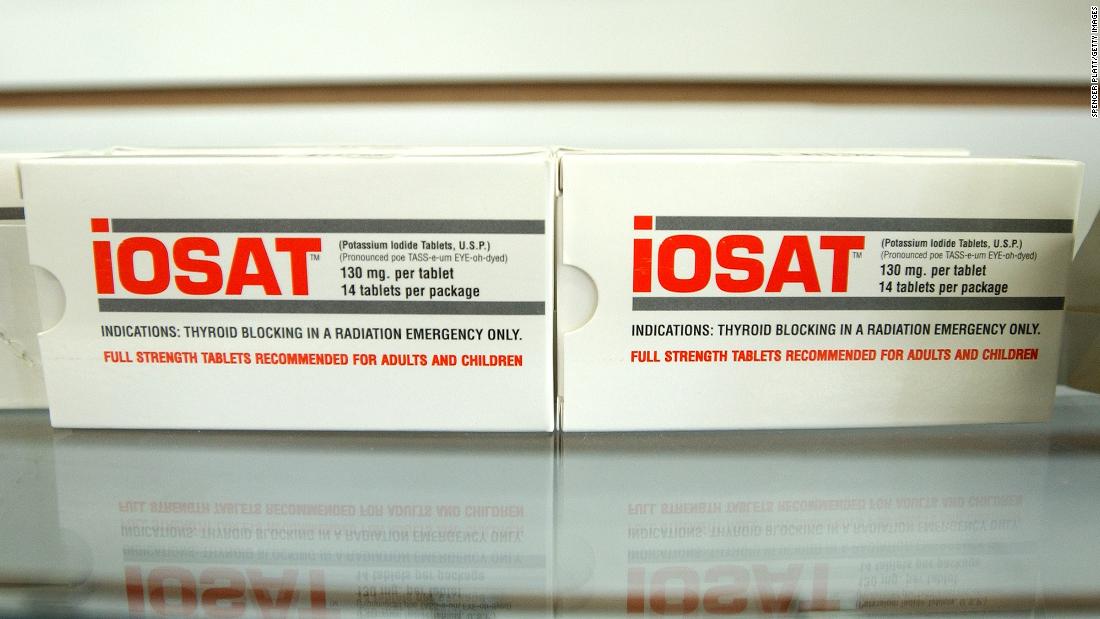 iOSAT™
(Potassium Iodide Tablets, U.S.P.)
(Pronounced poe TASS-e-um EYE-oh-dyed)
130 mg. per tablet
14 tablets per package
INDICATIONS: THYROID BLOCKING IN A RADIATION EMERGENCY ONLY.
FULL STRENGTH TABLETS RECOMMENDED FOR ADULTS AND CHILDREN
iOSAT™
(Potassium Iodide Tablets, U.S.P.)
(Pronounced poe TASS-e-um EYE-oh-dyed)
130 mg. per tablet
14 tablets per package
INDICATIONS: THYROID BLOCKING IN A RADIATION EMERGENCY ONLY.
FULL STRENGTH TABLETS RECOMMENDED FOR ADULTS AND CHILDREN
SPENCER PLATT/GETTY IMAGES